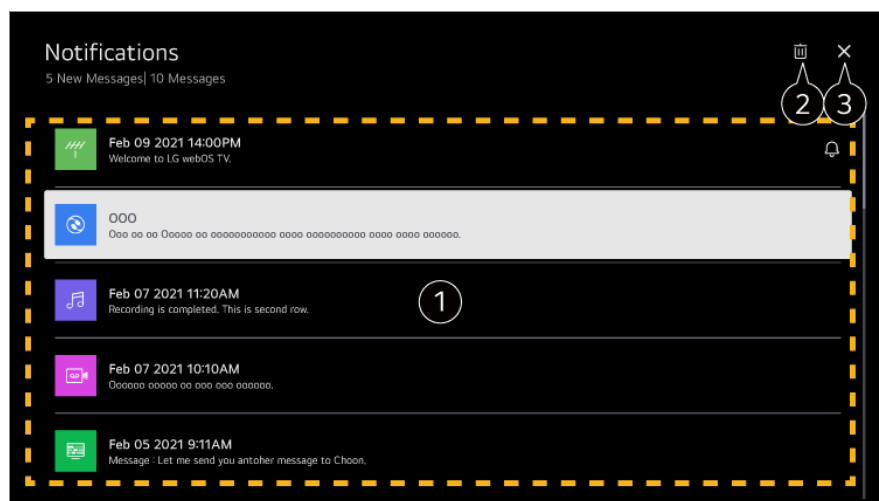 Notifications
5 New Messages| 10 Messages
2 3
Feb 09 2021 14:00PM
Welcome to LG webOS TV.
OOO
Ooo oo oo Ooooo oo ooooooooooo oooo oooooooooo oooo oooo oooooo.
Feb 07 2021 11:20AM
Recording is completed. This is second row.
1
Feb 07 2021 10:10AM
Oooooo ooooo oo ooo ooo oooooo.
Feb 05 2021 9:11AM
Message : Let me send you antoher message to Choon.